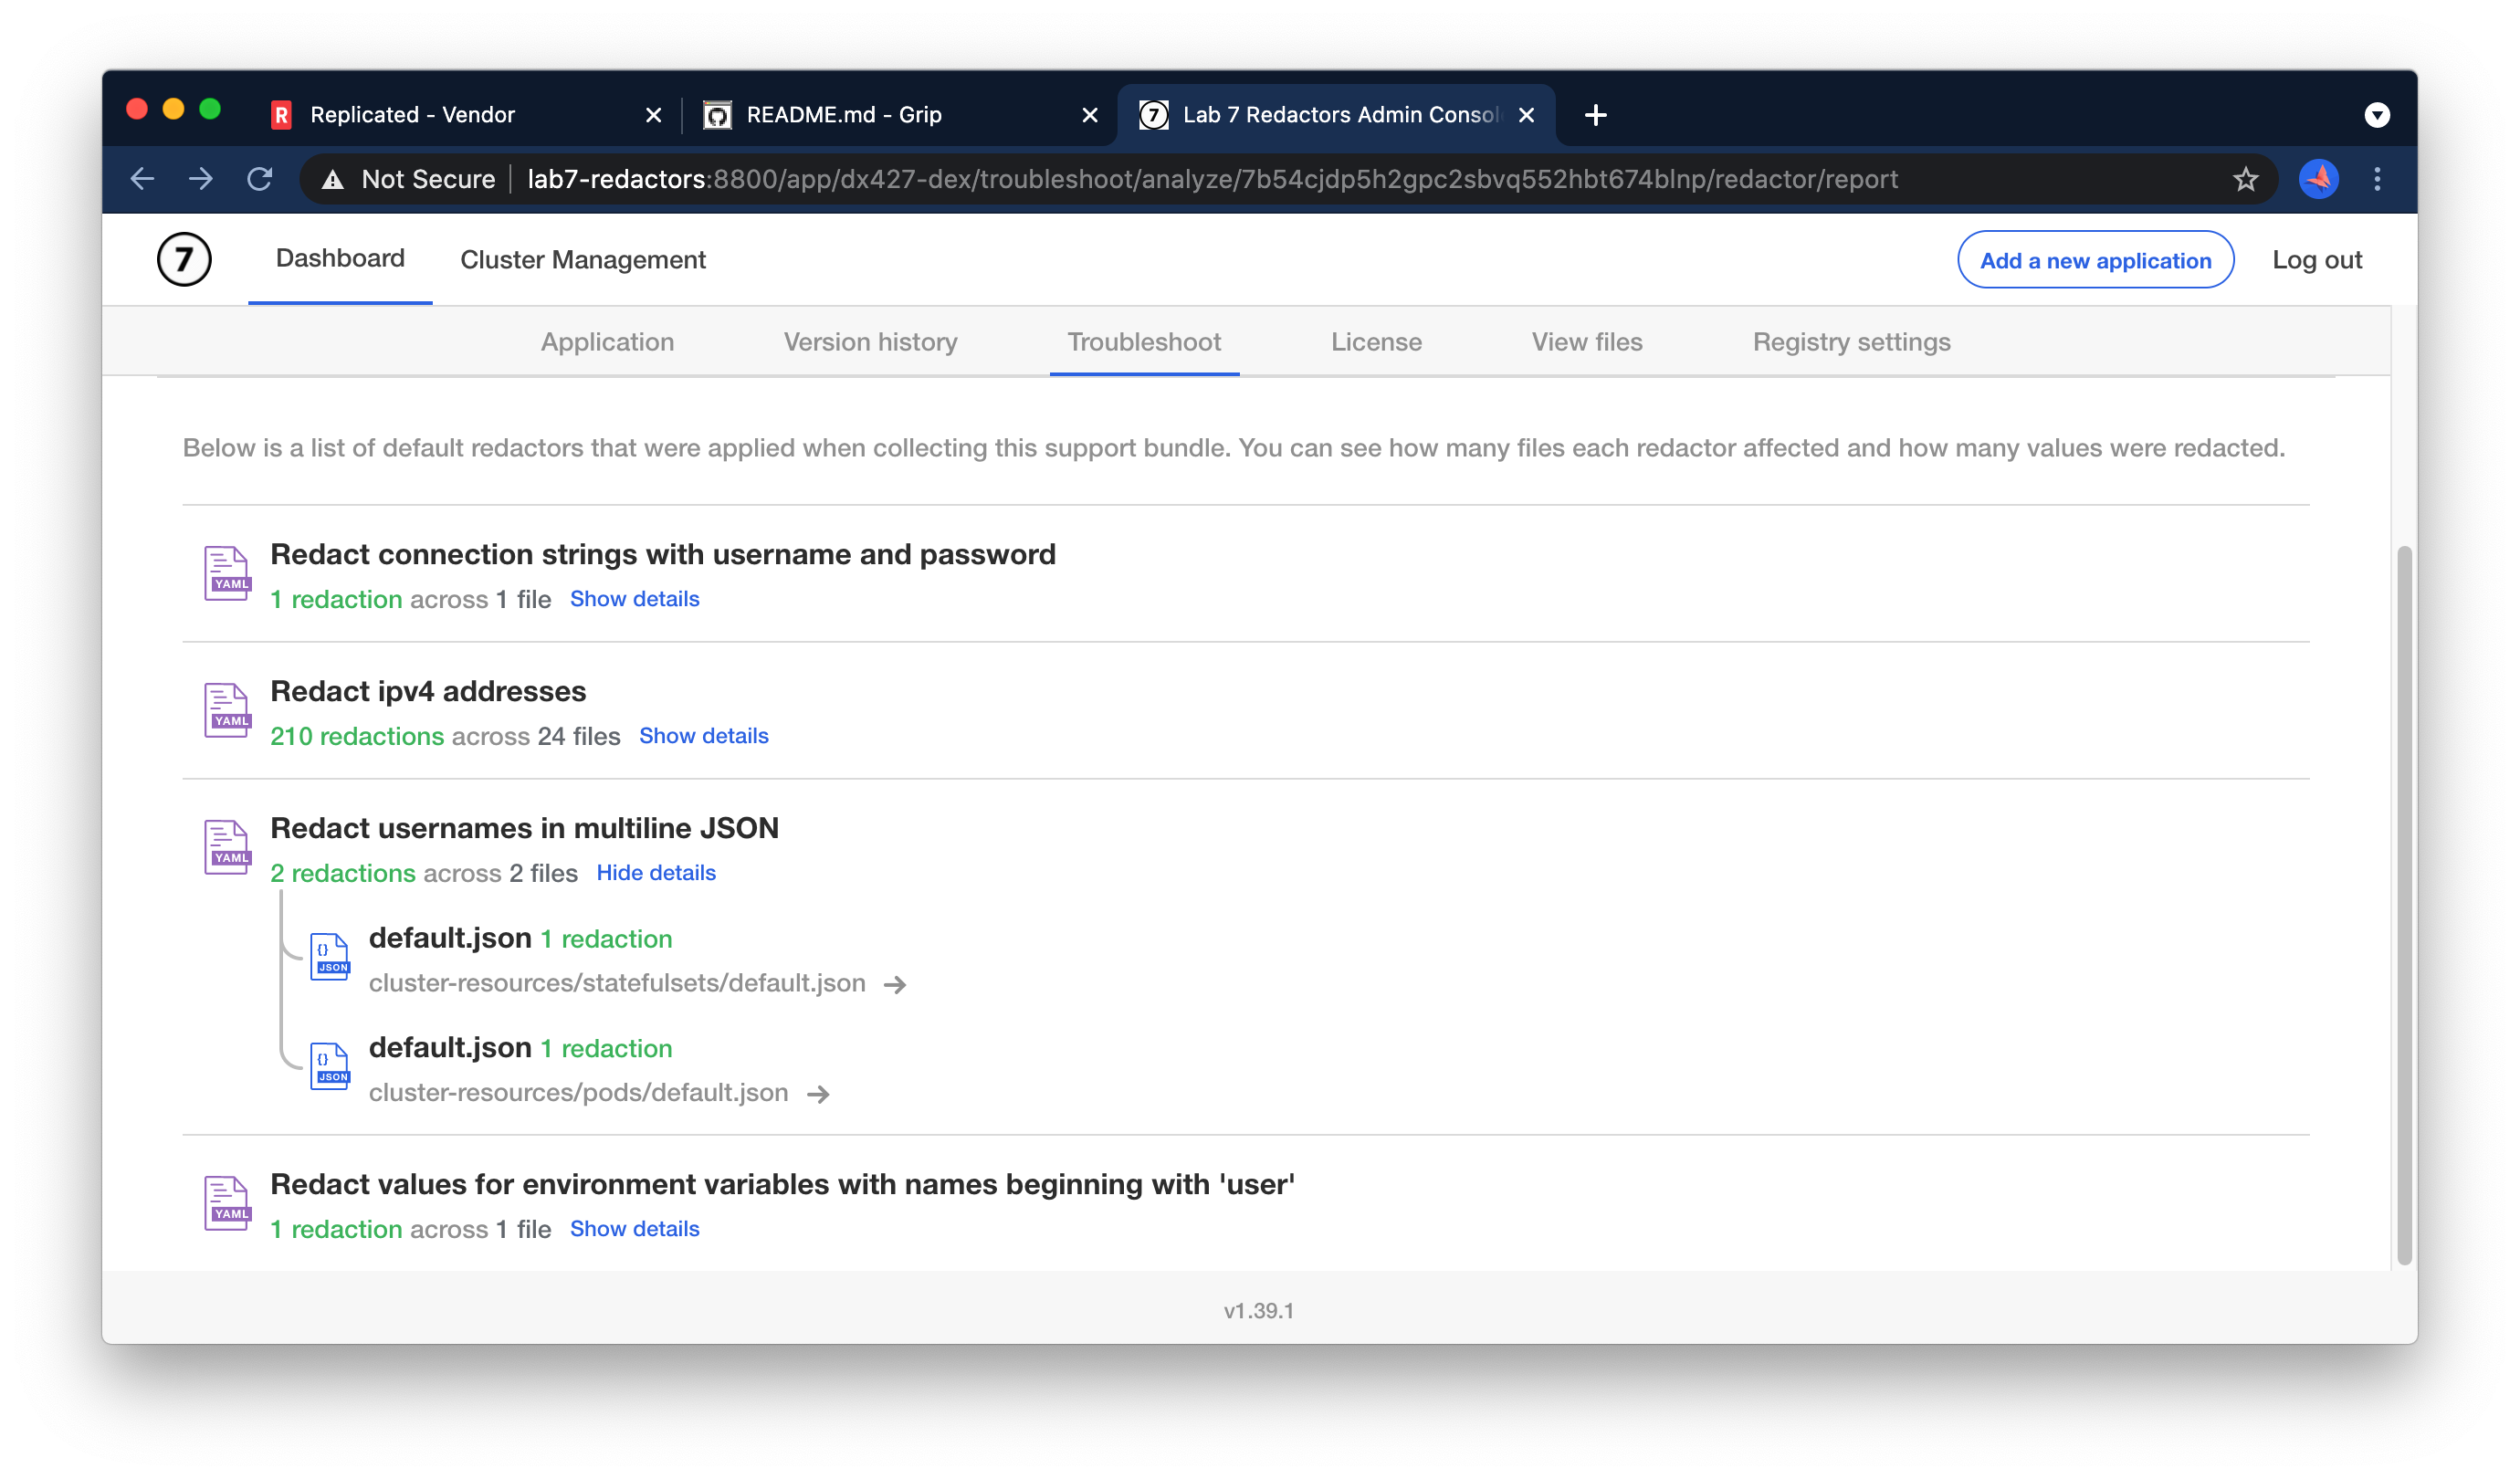 Replicated - Vendor
README.md - Grip
7
Lab 7 Redactors Admin Consol
Not Secure
lab7-redactors:8800/app/dx427-dex/troubleshoot/analyze/7b54cjdp5h2gpc2sbvq552hbt674blnp/redactor/report
7
Dashboard
Cluster Management
Add a new application
Log out
Application
Version history
Troubleshoot
License
View files
Registry settings
Below is a list of default redactors that were applied when collecting this support bundle. You can see how many files each redactor affected and how many values were redacted.
YAML
Redact connection strings with username and password
1 redaction across 1 file Show details
YAML
Redact ipv4 addresses
210 redactions across 24 files Show details
YAML
Redact usernames in multiline JSON
2 redactions across 2 files Hide details
{} JSON
default.json 1 redaction
cluster-resources/statefulsets/default.json
{} JSON
default.json 1 redaction
cluster-resources/pods/default.json
YAML
Redact values for environment variables with names beginning with 'user'
1 redaction across 1 file Show details
v1.39.1